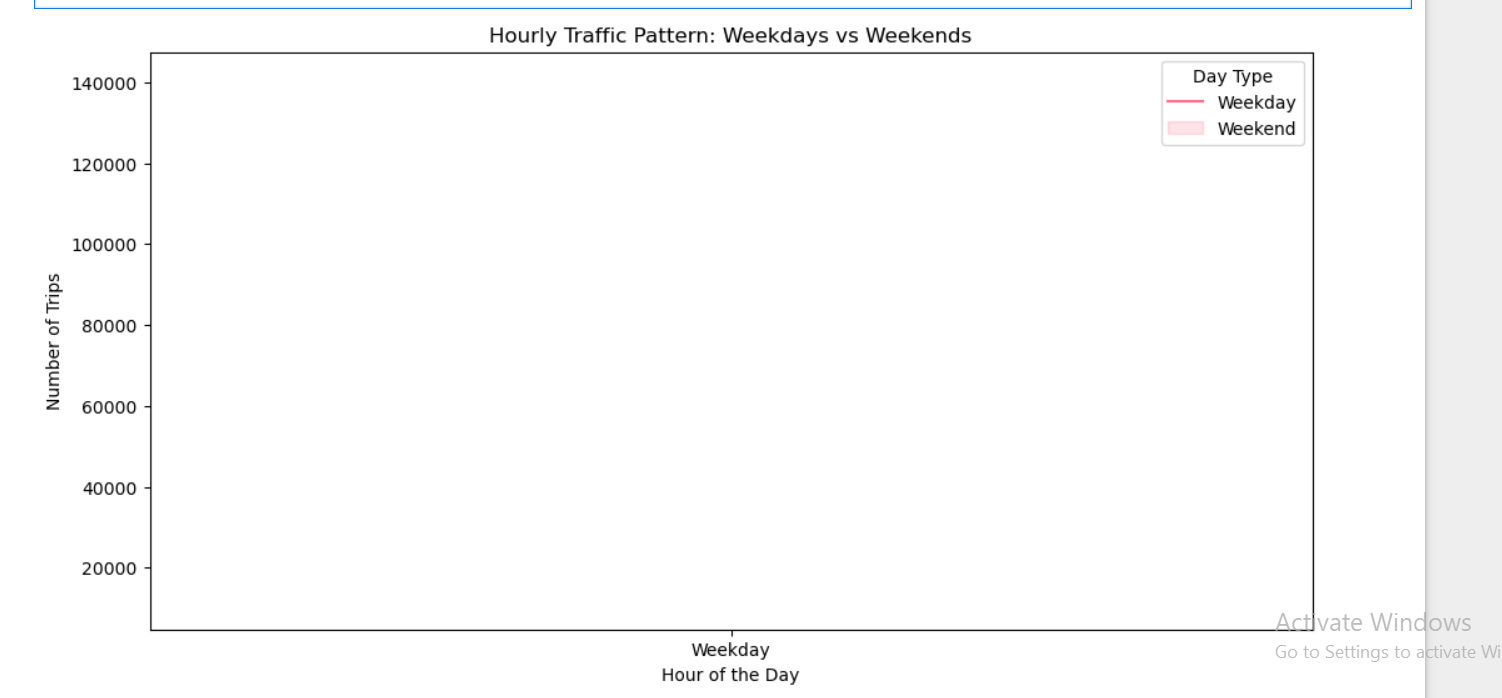 Hourly Traffic Pattern: Weekdays vs Weekends
Day Type
Weekday
Weekend
Number of Trips
140000
120000
100000
80000
60000
40000
20000
Weekday
Hour of the Day
Activate Windows
Go to Settings to activate Wi